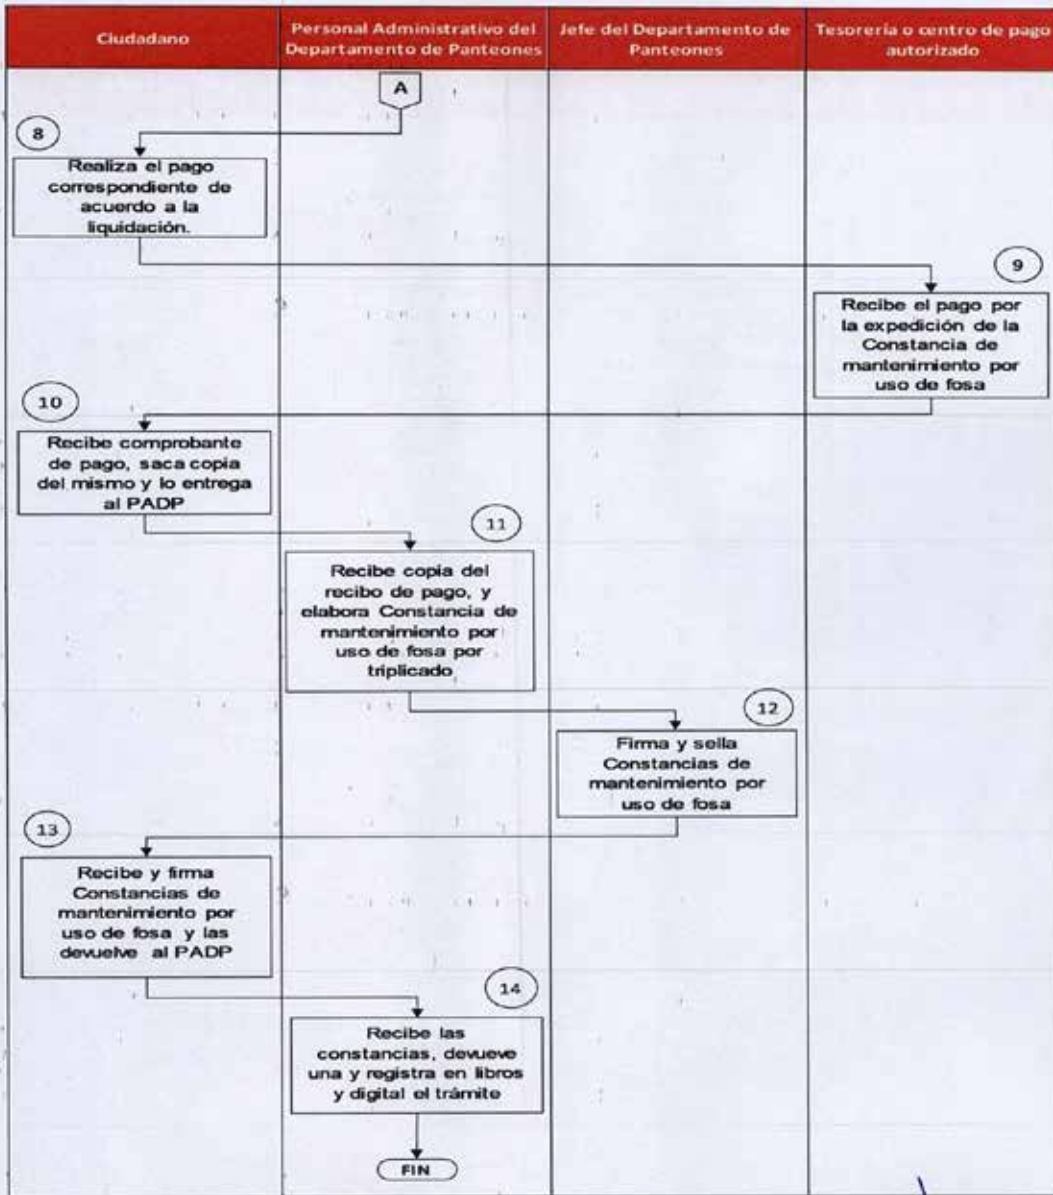 Ciudadano
Personal Administrativo del
Departamento de Panteones
Jefe del Departamento de
Panteones
Tesorería o centro de pago
autorizado
A
8
Realiza el pago
correspondiente de
acuerdo a la
liquidación.
9
Recibe el pago por
la expedición de la
Constancia de
mantenimiento por
uso de fosa
10
Recibe comprobante
de pago, saca copia
del mismo y lo entrega
al PADP
11
Recibe copia del
recibo de pago, y
elabora Constancia de
mantenimiento por
uso de fosa por
triplicado
12
Firma y sella
Constancias de
mantenimiento por
uso de fosa
13
Recibe y firma
Constancias de
mantenimiento por
uso de fosa y las
devuelve al PADP
14
Recibe las
constancias, devueve
una y registra en libros
y digital el trámite
FIN